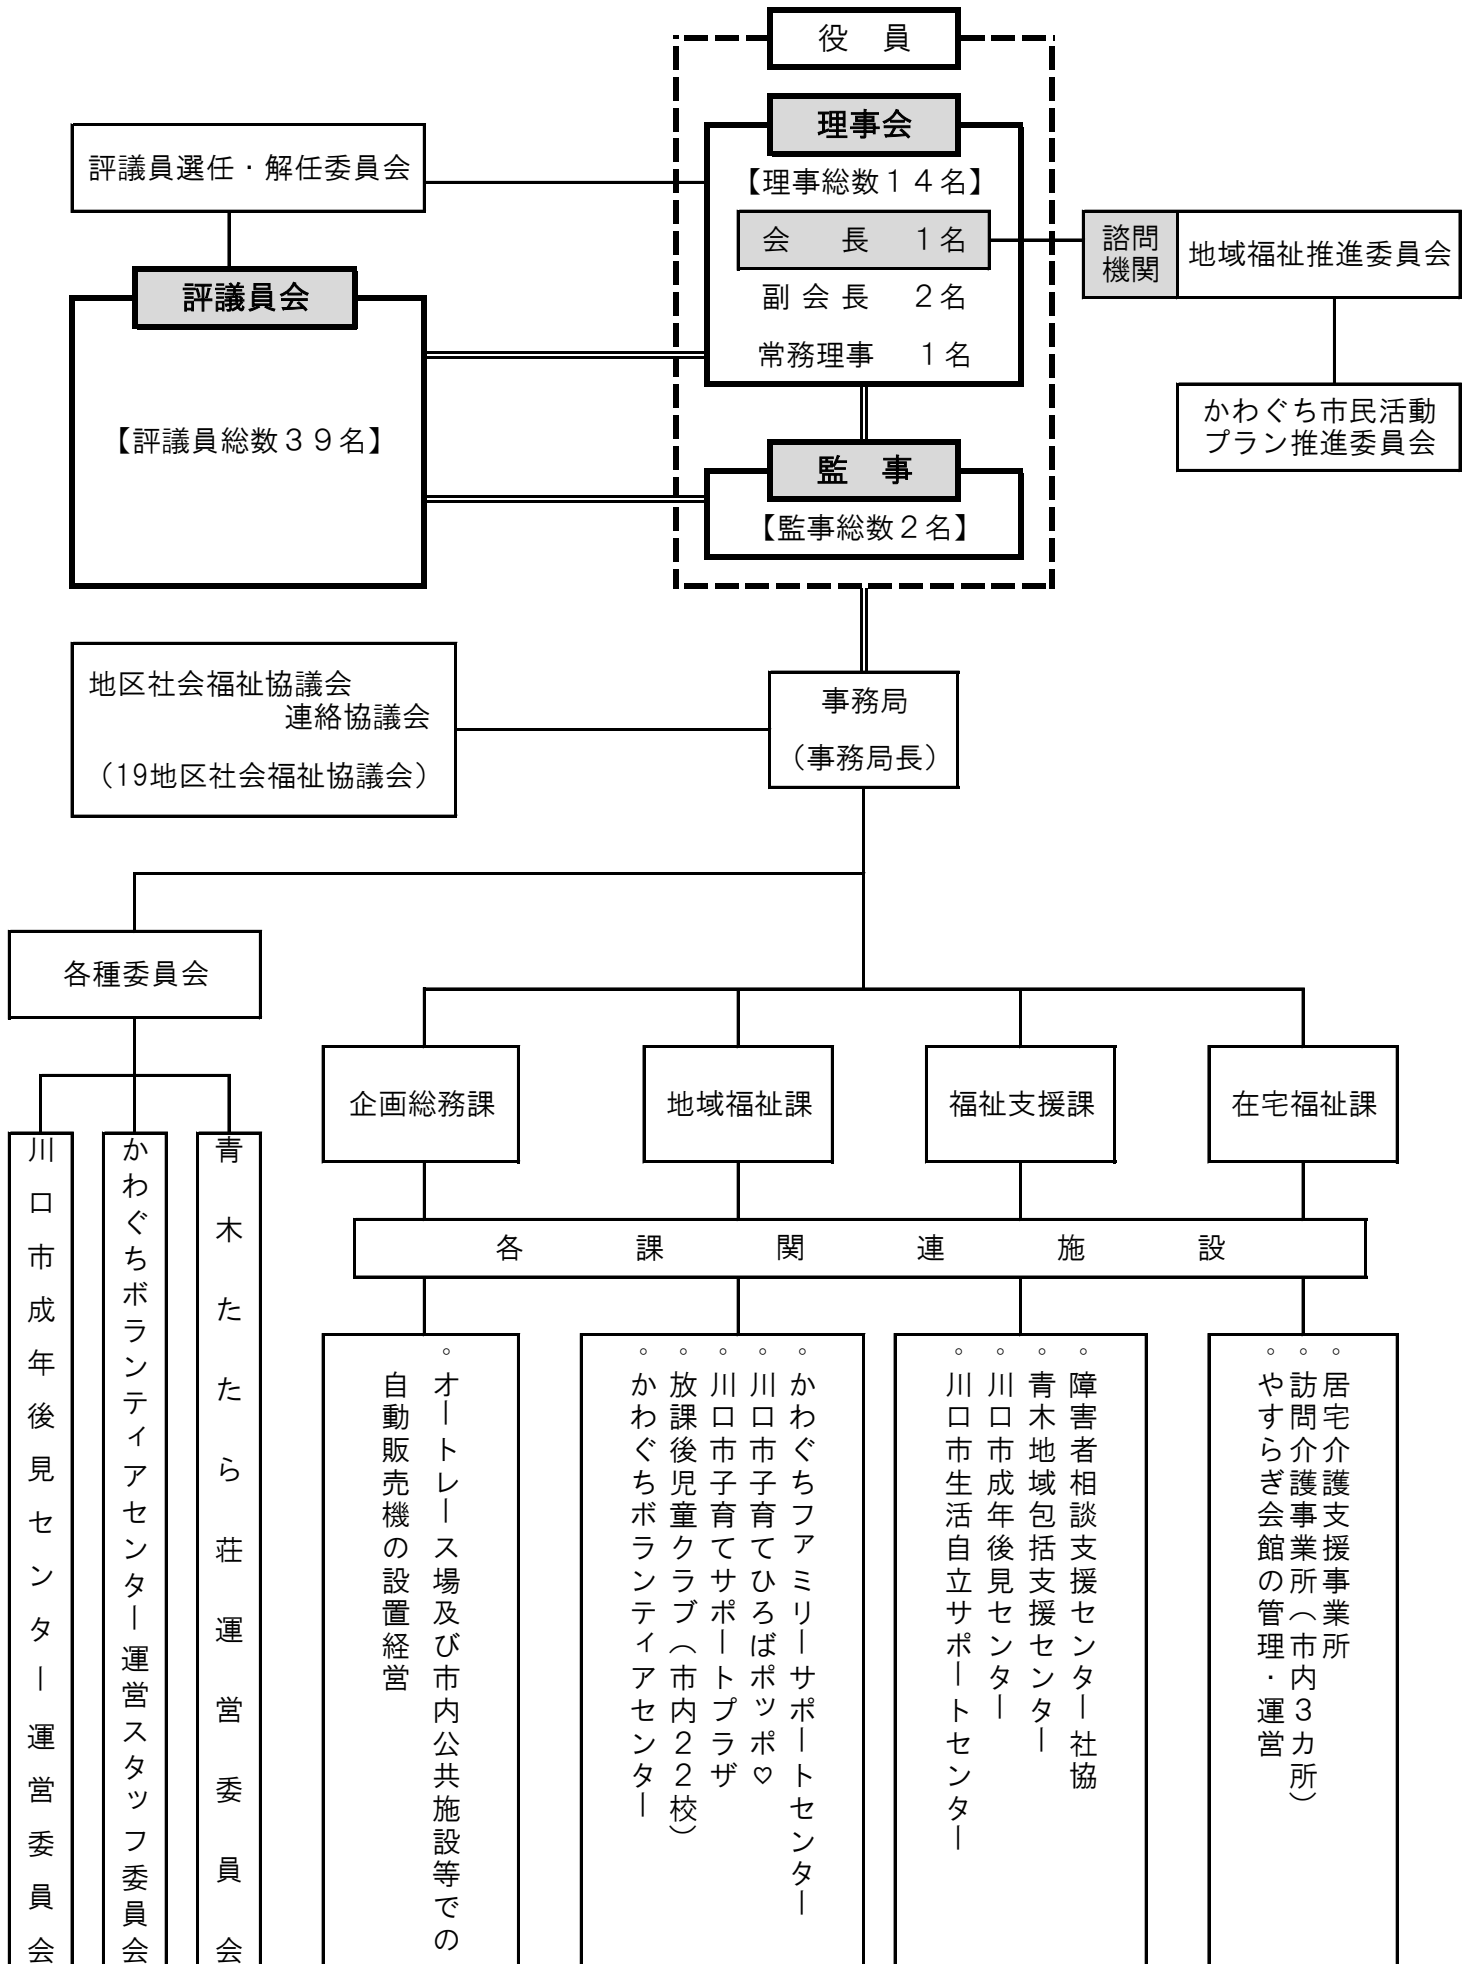 役　員
理事会
【理事総数１４名】
会　長　１名
副会長　２名
常務理事　１名
評議員選任・解任委員会
評議員会
【評議員総数３９名】
諮問
機関
地域福祉推進委員会
かわぐち市民活動
プラン推進委員会
監　事
【監事総数２名】
地区社会福祉協議会
連絡協議会
（19地区社会福祉協議会）
事務局
（事務局長）
各種委員会
企画総務課
地域福祉課
福祉支援課
在宅福祉課
各課関連施設
青木たたら荘運営委員会
かわぐちボランティアセンター運営スタッフ委員会
川口市成年後見センター運営委員会
。オートレース場及び市内公共施設等での
自動販売機の設置経営
。かわぐちファミリーサポートセンター
。川口市子育てひろばポッポ♡
。川口市子育てサポートプラザ
。放課後児童クラブ（市内２２校）
。かわぐちボランティアセンター
。障害者相談支援センター社協
。青木地域包括支援センター
。川口市成年後見センター
。川口市生活自立サポートセンター
。居宅介護支援事業所
。訪問介護事業所（市内３カ所）
。やすらぎ会館の管理・運営